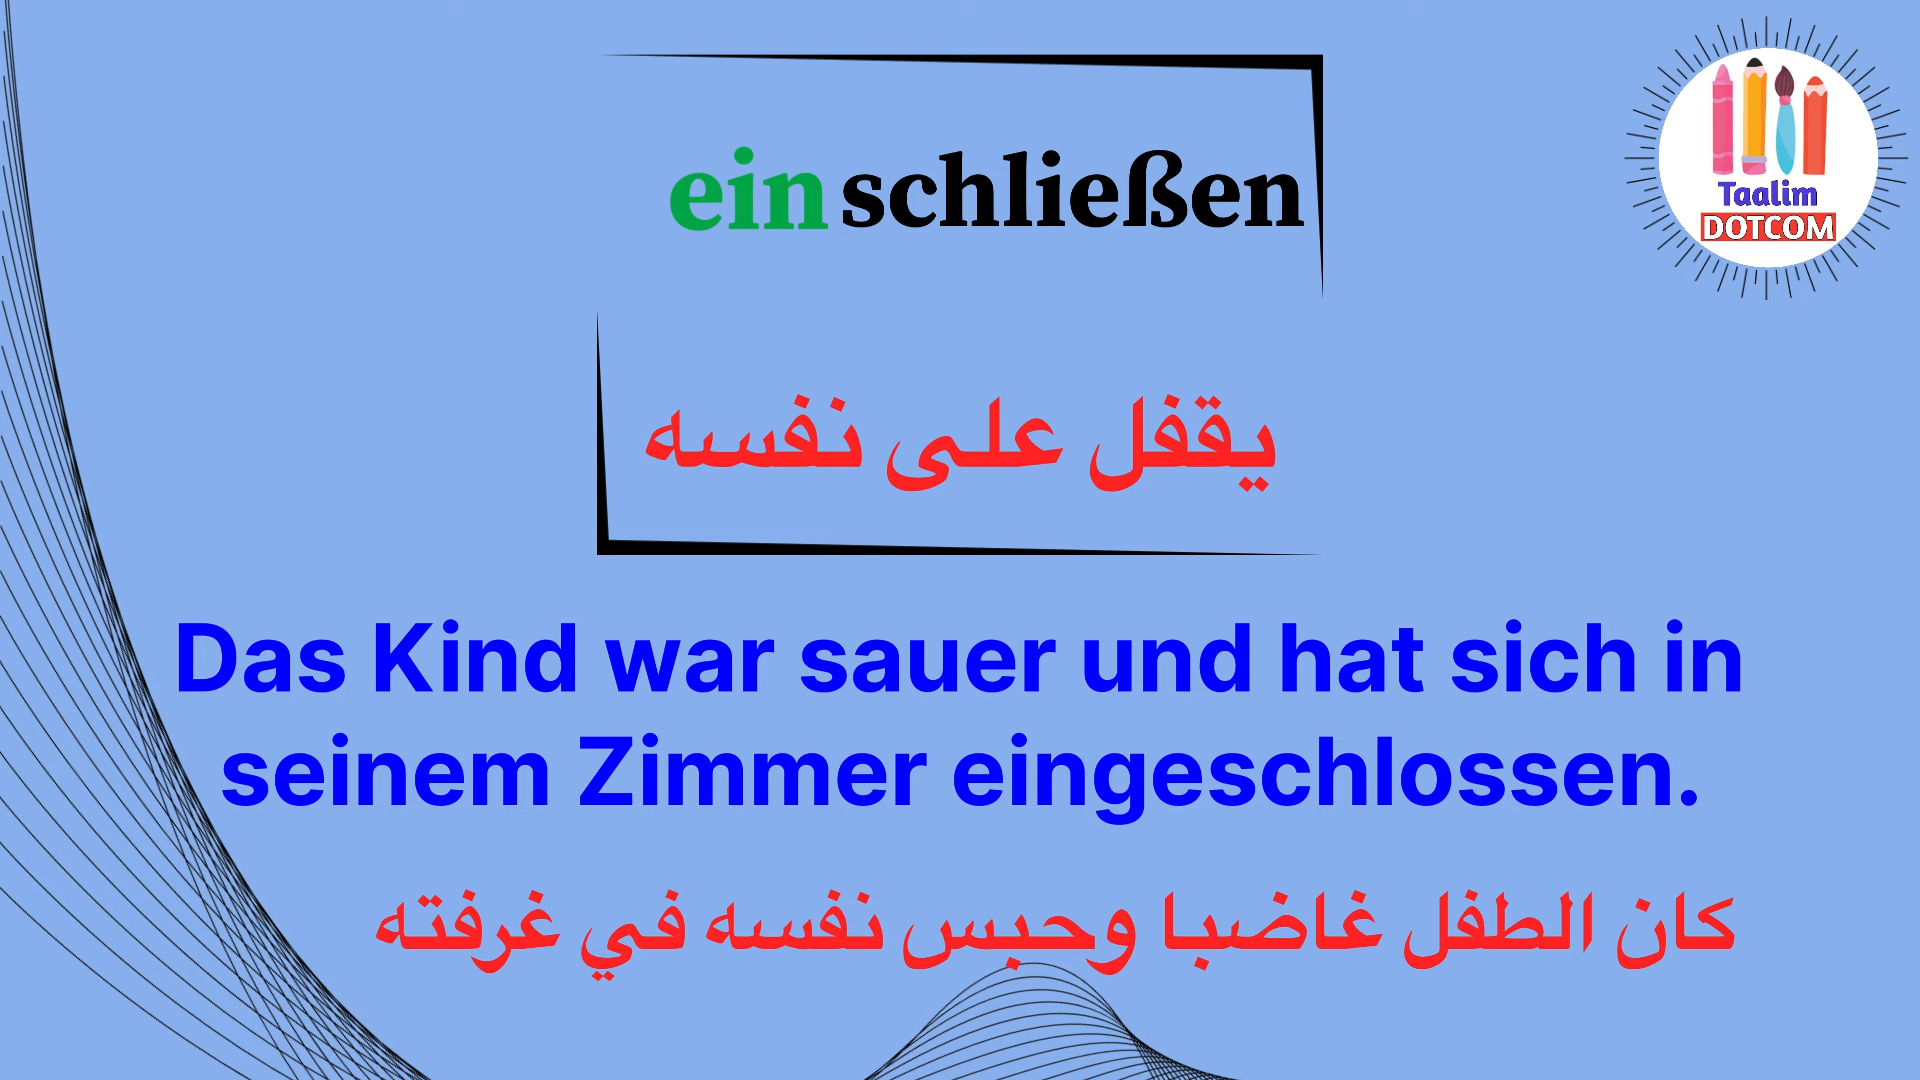 einschließen
Taalim
DOTCOM
يقفل على نفسه
Das Kind war sauer und hat sich in
seinem Zimmer eingeschlossen.
كان الطفل غاضبا وحبس نفسه في غرفته